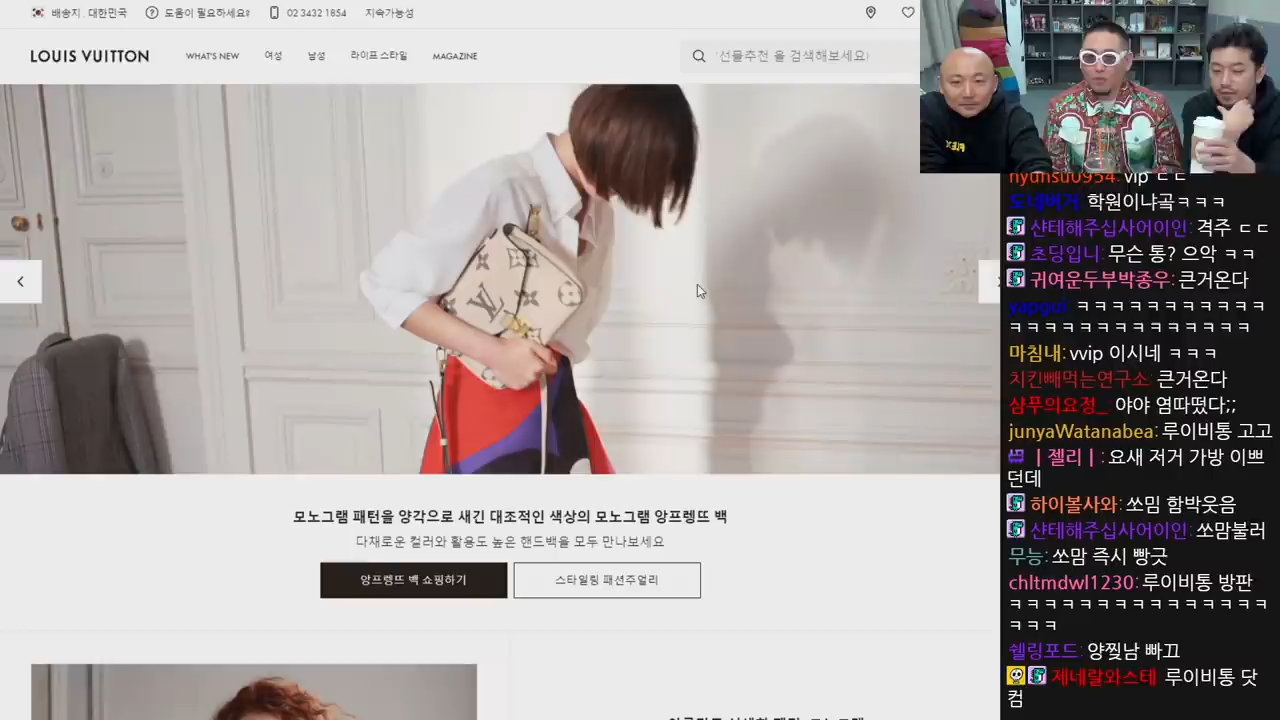 배송지 . 대한민국
도움이 필요하세요?
02 3432 1854
지속가능성
LOUIS VUITTON
WHAT'S NEW
여성
남성
라이프 스타일
MAGAZINE
'선물추천 을 검색해보세요)
모노그램 패턴을 양각으로 새긴 대조적인 색상의 모노그램 앙프렝뜨 백
다채로운 컬러와 활용도 높은 핸드백을 모두 만나보세요
앙프렝뜨 백 쇼핑하기
스타일링 패션주얼리
hyunsu0954: vip ㄷㄷ
도네버거: 학원이냐곸ㅋㅋㅋ
샨테해주십사어이인: 격주 ㄷㄷ
초딩입니: 무슨 통? 으악 ㅋㅋ
귀여운두부박종우: 큰거온다
yapgui: ㅋㅋㅋㅋㅋㅋㅋㅋㅋㅋㅋ
ㅋㅋㅋㅋㅋㅋㅋㅋㅋㅋㅋㅋㅋㅋ
마침내: vvip 이시네 ㅋㅋㅋ
치킨빼먹는연구소: 큰거온다
샴푸의요정_: 야야 염따떴다;;
junyaWatanabea: 루이비통 고고
ㅣ젤리ㅣ: 요새 저거 가방 이쁘
던데
하이볼사와: 쏘밈 함박웃음
샨테해주십사어이인: 쏘맘불러
무능: 쏘맘 즉시 빵긋
chltmdwl1230: 루이비통 방판
ㅋㅋㅋㅋㅋㅋㅋㅋㅋㅋㅋㅋㅋㅋㅋ
ㅋㅋㅋ
쉘링포드: 양찢남 빠끄
제네랄와스테: 루이비통 닷
컴